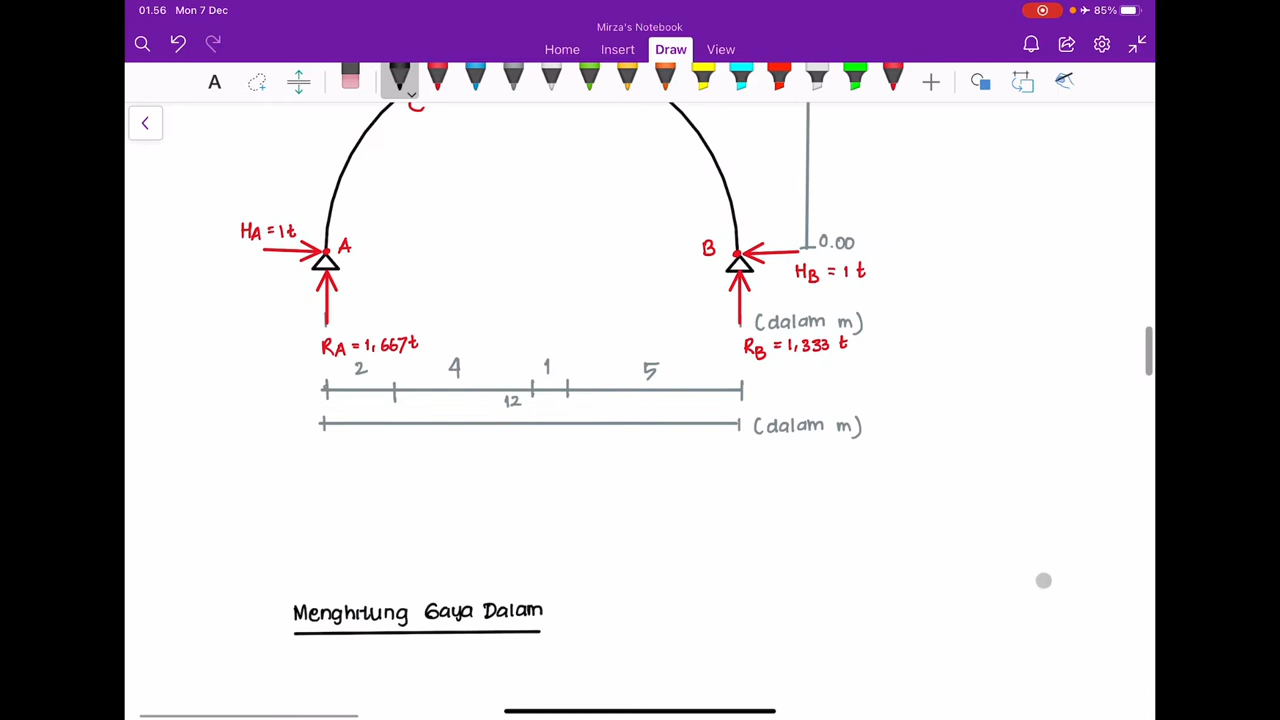 01.56 Mon 7 Dec
85%
Mirza's Notebook
Home Insert Draw View
A
C
HA = 1t
A
B
0.00
HB = 1 t
(dalam m)
RA = 1,667t
RB = 1,333 t
2 4 1 5
12
(dalam m)
Menghitung Gaya Dalam